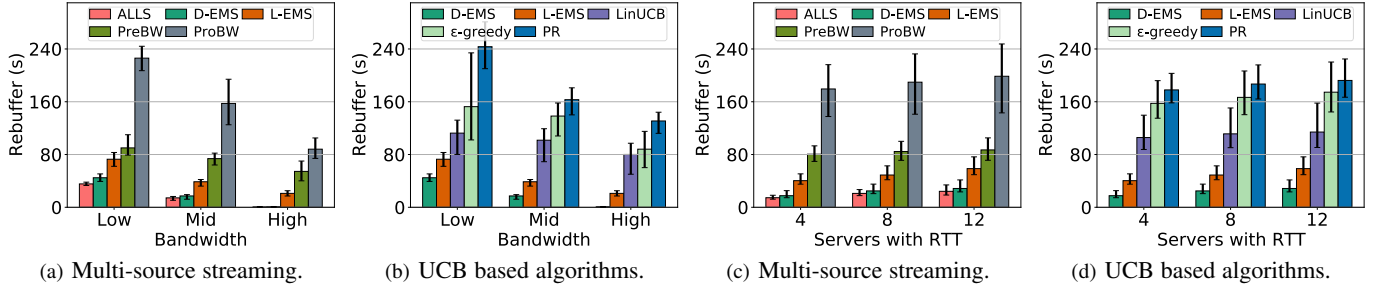 ALLS D-EMS L-EMS
PreBW ProBW
Rebuffer (s)
240
160
80
0
Low Mid High
Bandwidth
(a) Multi-source streaming.
D-EMS L-EMS LinUCB
ε-greedy PR
Rebuffer (s)
240
160
80
0
Low Mid High
Bandwidth
(b) UCB based algorithms.
ALLS D-EMS L-EMS
PreBW ProBW
Rebuffer (s)
240
160
80
0
4 8 12
Servers with RTT
(c) Multi-source streaming.
D-EMS L-EMS LinUCB
ε-greedy PR
Rebuffer (s)
240
160
80
0
4 8 12
Servers with RTT
(d) UCB based algorithms.